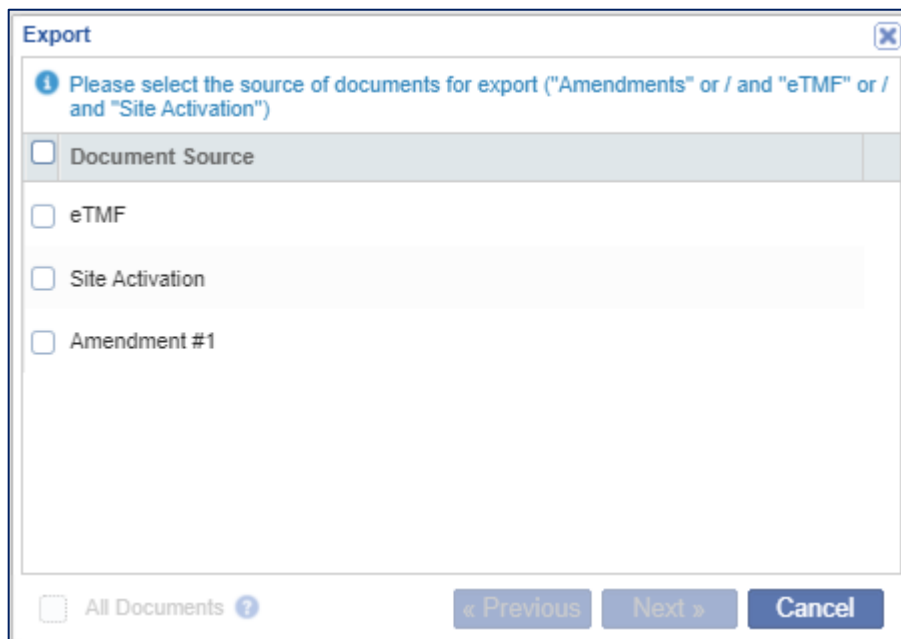 Export
Please select the source of documents for export ("Amendments" or / and "eTMF" or /
and "Site Activation")
Document Source
eTMF
Site Activation
Amendment #1
All Documents ?
« Previous
Next »
Cancel